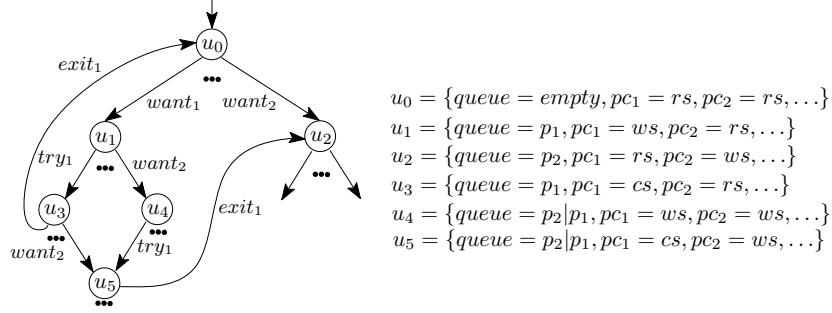 u0
exit1
want1 want2
u1
u2
try1
want2
u3
u4
exit1
want2
try1
u5
u0 = {queue = empty, pc1 = rs, pc2 = rs, ...}
u1 = {queue = p1, pc1 = ws, pc2 = rs, ...}
u2 = {queue = p2, pc1 = rs, pc2 = ws, ...}
u3 = {queue = p1, pc1 = cs, pc2 = rs, ...}
u4 = {queue = p2|p1, pc1 = ws, pc2 = ws, ...}
u5 = {queue = p2|p1, pc1 = cs, pc2 = ws, ...}